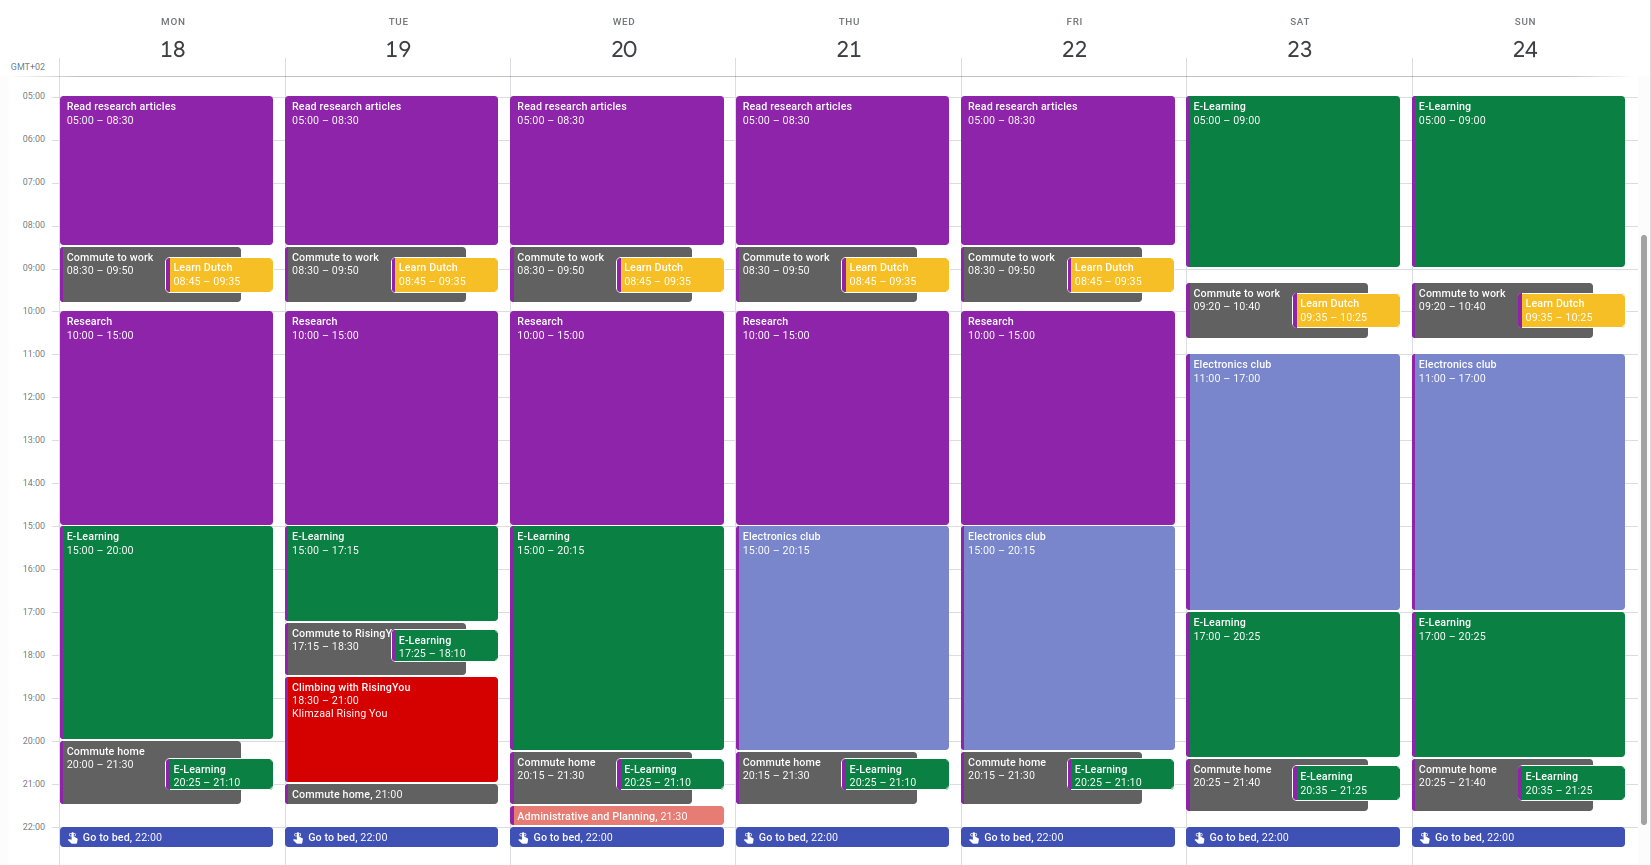 MON TUE WED THU FRI SAT SUN
18 19 20 21 22 23 24
GMT+02
05:00
06:00
07:00
08:00
09:00
10:00
11:00
12:00
13:00
14:00
15:00
16:00
17:00
18:00
19:00
20:00
21:00
22:00
Read research articles
05:00 – 08:30
Commute to work
08:30 – 09:50
Learn Dutch
08:45 – 09:35
Research
10:00 – 15:00
E-Learning
15:00 – 20:00
Commute home
20:00 – 21:30
E-Learning
20:25 – 21:10
Go to bed, 22:00
Read research articles
05:00 – 08:30
Commute to work
08:30 – 09:50
Learn Dutch
08:45 – 09:35
Research
10:00 – 15:00
E-Learning
15:00 – 17:15
Commute to RisingY
17:15 – 18:30
E-Learning
17:25 – 18:10
Climbing with RisingYou
18:30 – 21:00
Klimzaal Rising You
Commute home, 21:00
Go to bed, 22:00
Read research articles
05:00 – 08:30
Commute to work
08:30 – 09:50
Learn Dutch
08:45 – 09:35
Research
10:00 – 15:00
E-Learning
15:00 – 20:15
Commute home
20:15 – 21:30
E-Learning
20:25 – 21:10
Administrative and Planning, 21:30
Go to bed, 22:00
Read research articles
05:00 – 08:30
Commute to work
08:30 – 09:50
Learn Dutch
08:45 – 09:35
Research
10:00 – 15:00
Electronics club
15:00 – 20:15
Commute home
20:15 – 21:30
E-Learning
20:25 – 21:10
Go to bed, 22:00
Read research articles
05:00 – 08:30
Commute to work
08:30 – 09:50
Learn Dutch
08:45 – 09:35
Research
10:00 – 15:00
Electronics club
15:00 – 20:15
Commute home
20:15 – 21:30
E-Learning
20:25 – 21:10
Go to bed, 22:00
E-Learning
05:00 – 09:00
Commute to work
09:20 – 10:40
Learn Dutch
09:35 – 10:25
Electronics club
11:00 – 17:00
E-Learning
17:00 – 20:25
Commute home
20:25 – 21:40
E-Learning
20:35 – 21:25
Go to bed, 22:00
E-Learning
05:00 – 09:00
Commute to work
09:20 – 10:40
Learn Dutch
09:35 – 10:25
Electronics club
11:00 – 17:00
E-Learning
17:00 – 20:25
Commute home
20:25 – 21:40
E-Learning
20:35 – 21:25
Go to bed, 22:00